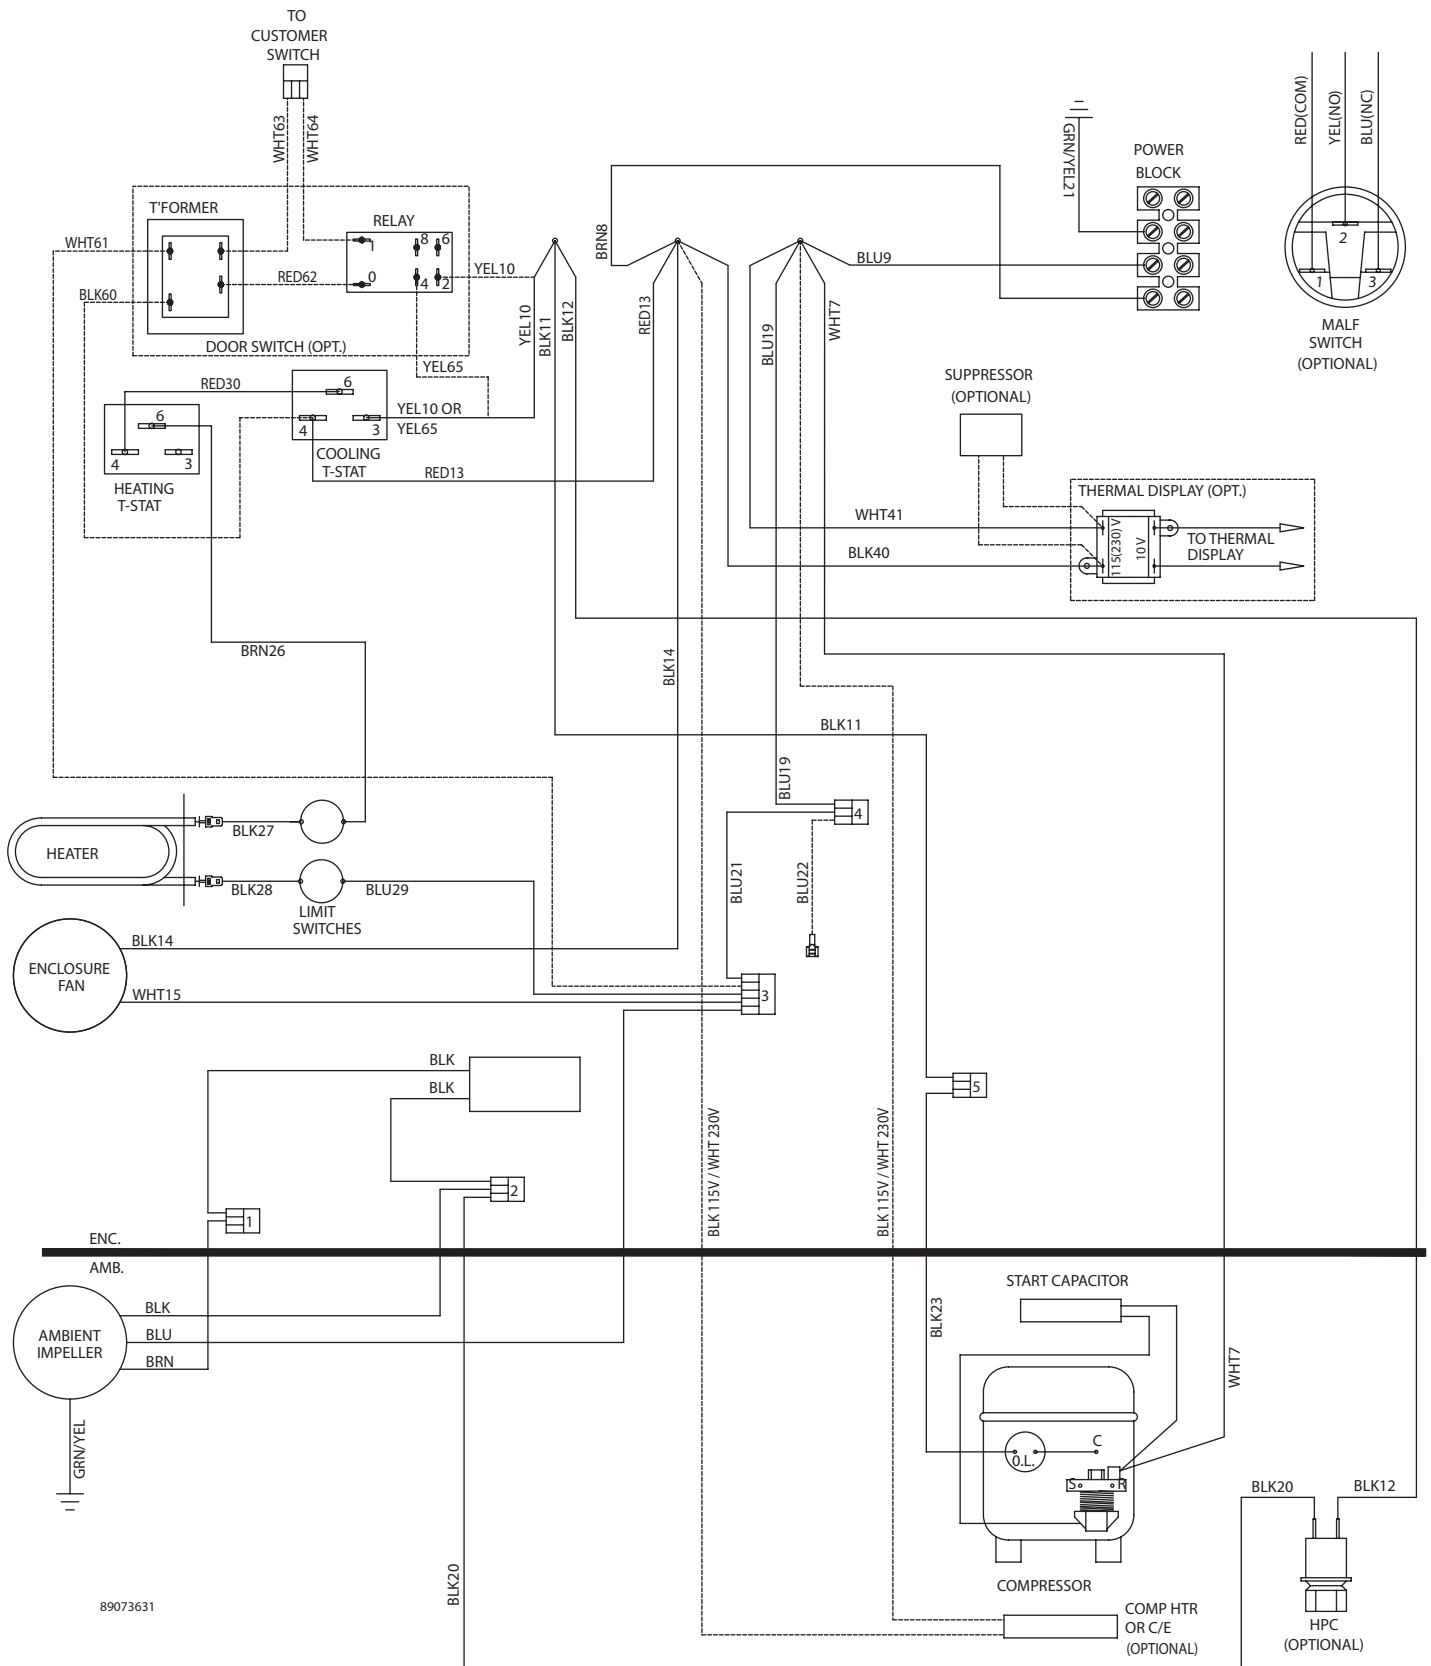 TO
CUSTOMER
SWITCH
WHT63
WHT64
T'FORMER
RELAY
WHT61
1
8
6
RED62
0
4
2
YEL10
BLK60
DOOR SWITCH (OPT.)
YEL65
YEL10
BLK11
BLK12
BRN8
RED13
BLU19
WHT7
BLU9
GRN/YEL21
POWER
BLOCK
RED(COM)
YEL(NO)
BLU(NC)
2
1
3
MALF
SWITCH
(OPTIONAL)
RED30
6
YEL10 OR
4
3
YEL65
COOLING
T-STAT
RED13
6
4
3
HEATING
T-STAT
SUPPRESSOR
(OPTIONAL)
THERMAL DISPLAY (OPT.)
WHT41
BLK40
115(230) V
10 V
TO THERMAL
DISPLAY
BRN26
BLK14
BLK11
BLU19
4
BLK27
HEATER
BLK28
BLU29
LIMIT
SWITCHES
BLU21
BLU22
BLK14
ENCLOSURE
FAN
WHT15
3
BLK
BLK
5
BLK 115V / WHT 230V
BLK 115V / WHT 230V
2
1
ENC.
AMB.
START CAPACITOR
BLK
BLU
BRN
AMBIENT
IMPELLER
BLK23
WHT7
GRN/YEL
C
O.L.
S
R
BLK20
BLK12
COMPRESSOR
BLK20
89073631
COMP HTR
OR C/E
(OPTIONAL)
HPC
(OPTIONAL)